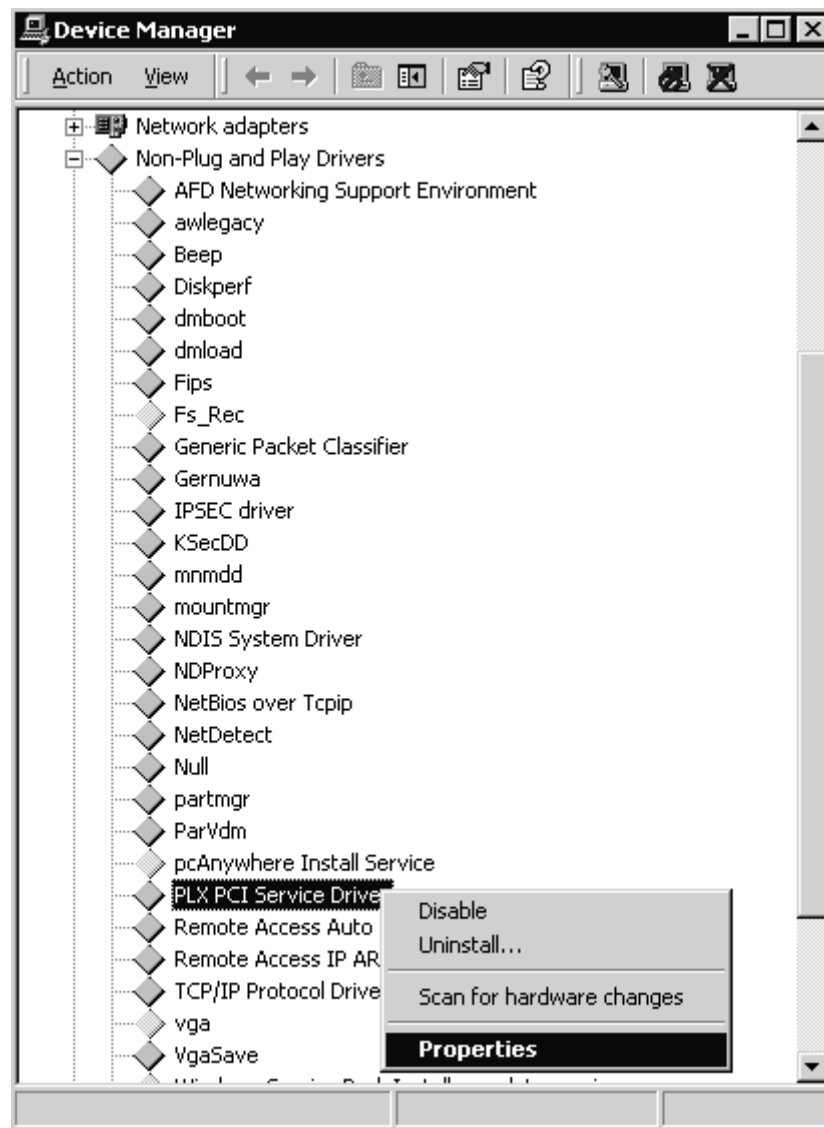 Device Manager
Action View
Network adapters
Non-Plug and Play Drivers
AFD Networking Support Environment
awlegacy
Beep
Diskperf
dmboot
dmload
Fips
Fs_Rec
Generic Packet Classifier
Gernuwa
IPSEC driver
KSecDD
mnmdd
mountmgr
NDIS System Driver
NDProxy
NetBios over Tcpip
NetDetect
Null
partmgr
ParVdm
pcAnywhere Install Service
PLX PCI Service Drive
Remote Access Auto
Remote Access IP AR
TCP/IP Protocol Drive
vga
VgaSave
Disable
Uninstall...
Scan for hardware changes
Properties